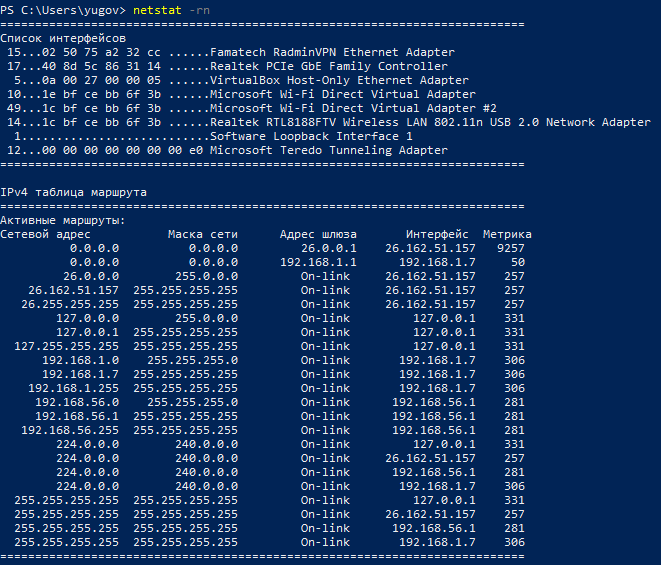 PS C:\Users\yugov> netstat -rn
===========================================================================
Список интерфейсов
 15...02 50 75 a2 32 cc ......Famatech RadminVPN Ethernet Adapter
 17...40 8d 5c 86 31 14 ......Realtek PCIe GbE Family Controller
  5...0a 00 27 00 00 05 ......VirtualBox Host-Only Ethernet Adapter
 10...1e bf ce bb 6f 3b ......Microsoft Wi-Fi Direct Virtual Adapter
 49...1c bf ce bb 6f 3b ......Microsoft Wi-Fi Direct Virtual Adapter #2
 14...1c bf ce bb 6f 3b ......Realtek RTL8188FTV Wireless LAN 802.11n USB 2.0 Network Adapter
  1...........................Software Loopback Interface 1
 12...00 00 00 00 00 00 00 e0 Microsoft Teredo Tunneling Adapter
===========================================================================
IPv4 таблица маршрута
===========================================================================
Активные маршруты:
Сетевой адрес           Маска сети      Адрес шлюза       Интерфейс  Метрика
          0.0.0.0          0.0.0.0         26.0.0.1    26.162.51.157   9257
          0.0.0.0          0.0.0.0      192.168.1.1      192.168.1.7     50
         26.0.0.0        255.0.0.0         On-link     26.162.51.157    257
    26.162.51.157  255.255.255.255         On-link     26.162.51.157    257
   26.255.255.255  255.255.255.255         On-link     26.162.51.157    257
        127.0.0.0        255.0.0.0         On-link         127.0.0.1    331
        127.0.0.1  255.255.255.255         On-link         127.0.0.1    331
  127.255.255.255  255.255.255.255         On-link         127.0.0.1    331
      192.168.1.0    255.255.255.0         On-link       192.168.1.7    306
      192.168.1.7  255.255.255.255         On-link       192.168.1.7    306
    192.168.1.255  255.255.255.255         On-link       192.168.1.7    306
     192.168.56.0    255.255.255.0         On-link      192.168.56.1    281
     192.168.56.1  255.255.255.255         On-link      192.168.56.1    281
   192.168.56.255  255.255.255.255         On-link      192.168.56.1    281
        224.0.0.0        240.0.0.0         On-link         127.0.0.1    331
        224.0.0.0        240.0.0.0         On-link     26.162.51.157    257
        224.0.0.0        240.0.0.0         On-link      192.168.56.1    281
        224.0.0.0        240.0.0.0         On-link       192.168.1.7    306
  255.255.255.255  255.255.255.255         On-link         127.0.0.1    331
  255.255.255.255  255.255.255.255         On-link     26.162.51.157    257
  255.255.255.255  255.255.255.255         On-link      192.168.56.1    281
  255.255.255.255  255.255.255.255         On-link       192.168.1.7    306
===========================================================================